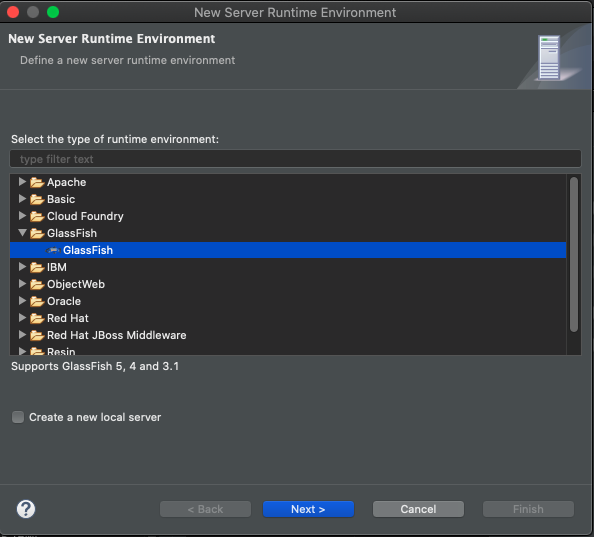 New Server Runtime Environment
New Server Runtime Environment
Define a new server runtime environment
Select the type of runtime environment:
type filter text
Apache
Basic
Cloud Foundry
GlassFish
GlassFish
IBM
ObjectWeb
Oracle
Red Hat
Red Hat JBoss Middleware
Resin
Supports GlassFish 5, 4 and 3.1
Create a new local server
? < Back Next > Cancel Finish